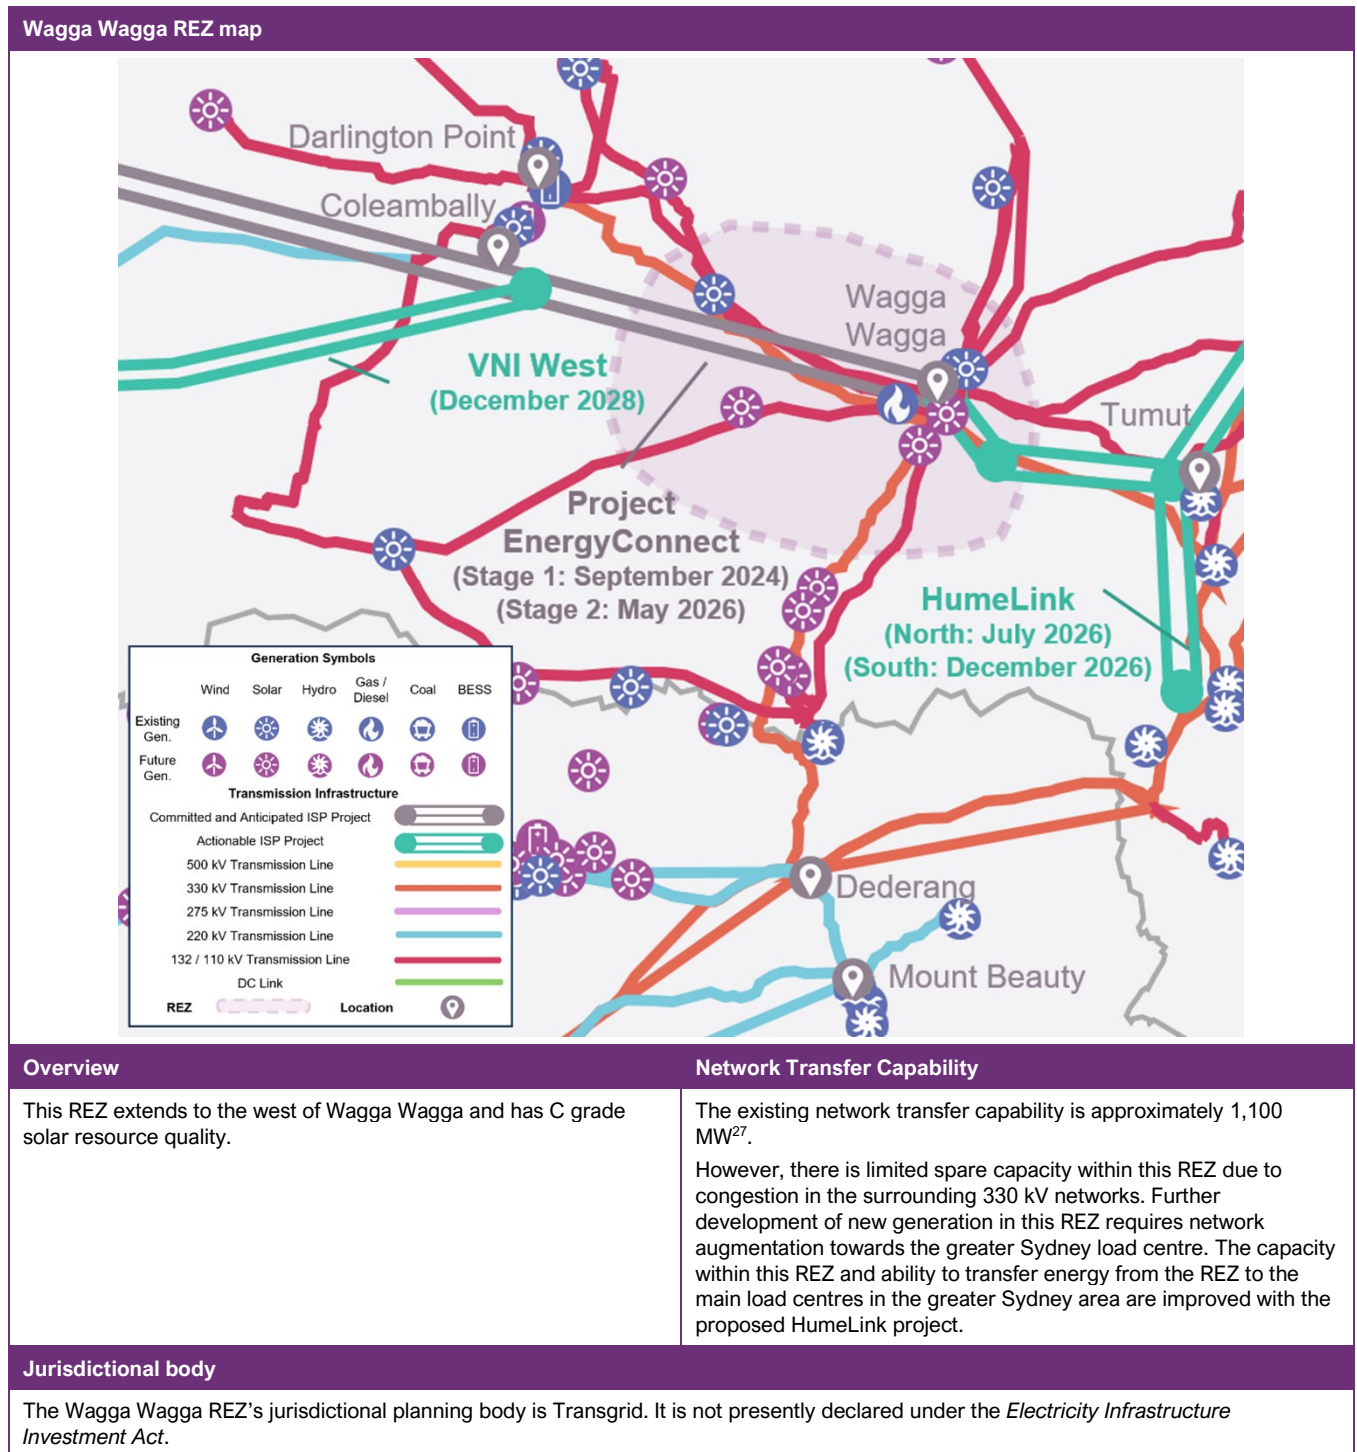 Wagga Wagga REZ map
Darlington Point
Coleambally
Wagga
Wagga
VNI West
(December 2028)
Tumut
Project
EnergyConnect
(Stage 1: September 2024)
(Stage 2: May 2026)
HumeLink
(North: July 2026)
(South: December 2026)
Dederang
Mount Beauty
Generation Symbols
Wind Solar Hydro Gas / Diesel Coal BESS
Existing Gen.
Future Gen.
Transmission Infrastructure
Committed and Anticipated ISP Project
Actionable ISP Project
500 kV Transmission Line
330 kV Transmission Line
275 kV Transmission Line
220 kV Transmission Line
132 / 110 kV Transmission Line
DC Link
REZ Location
Overview
This REZ extends to the west of Wagga Wagga and has C grade
solar resource quality.
Network Transfer Capability
The existing network transfer capability is approximately 1,100
MW27.
However, there is limited spare capacity within this REZ due to
congestion in the surrounding 330 kV networks. Further
development of new generation in this REZ requires network
augmentation towards the greater Sydney load centre. The capacity
within this REZ and ability to transfer energy from the REZ to the
main load centres in the greater Sydney area are improved with the
proposed HumeLink project.
Jurisdictional body
The Wagga Wagga REZ’s jurisdictional planning body is Transgrid. It is not presently declared under the Electricity Infrastructure
Investment Act.